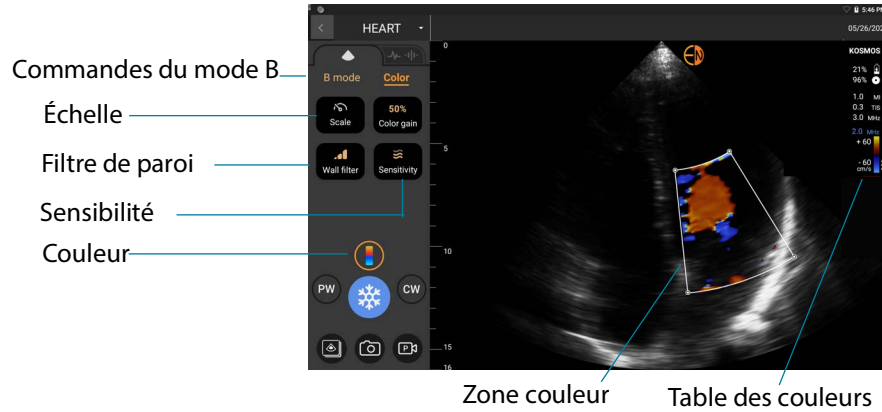 5:46 PM
HEART
05/26/202
KOSMOS
B mode
Color
21%
96%
1.0 MI
0.3 TIS
3.0 MHz
2.0 MHz
+ 60
- 60
cm/s
Scale
50%
Color gain
Wall filter
Sensitivity
PW
CW
P
0
5
10
15
16
Commandes du mode B
Échelle
Filtre de paroi
Sensibilité
Couleur
Zone couleur
Table des couleurs